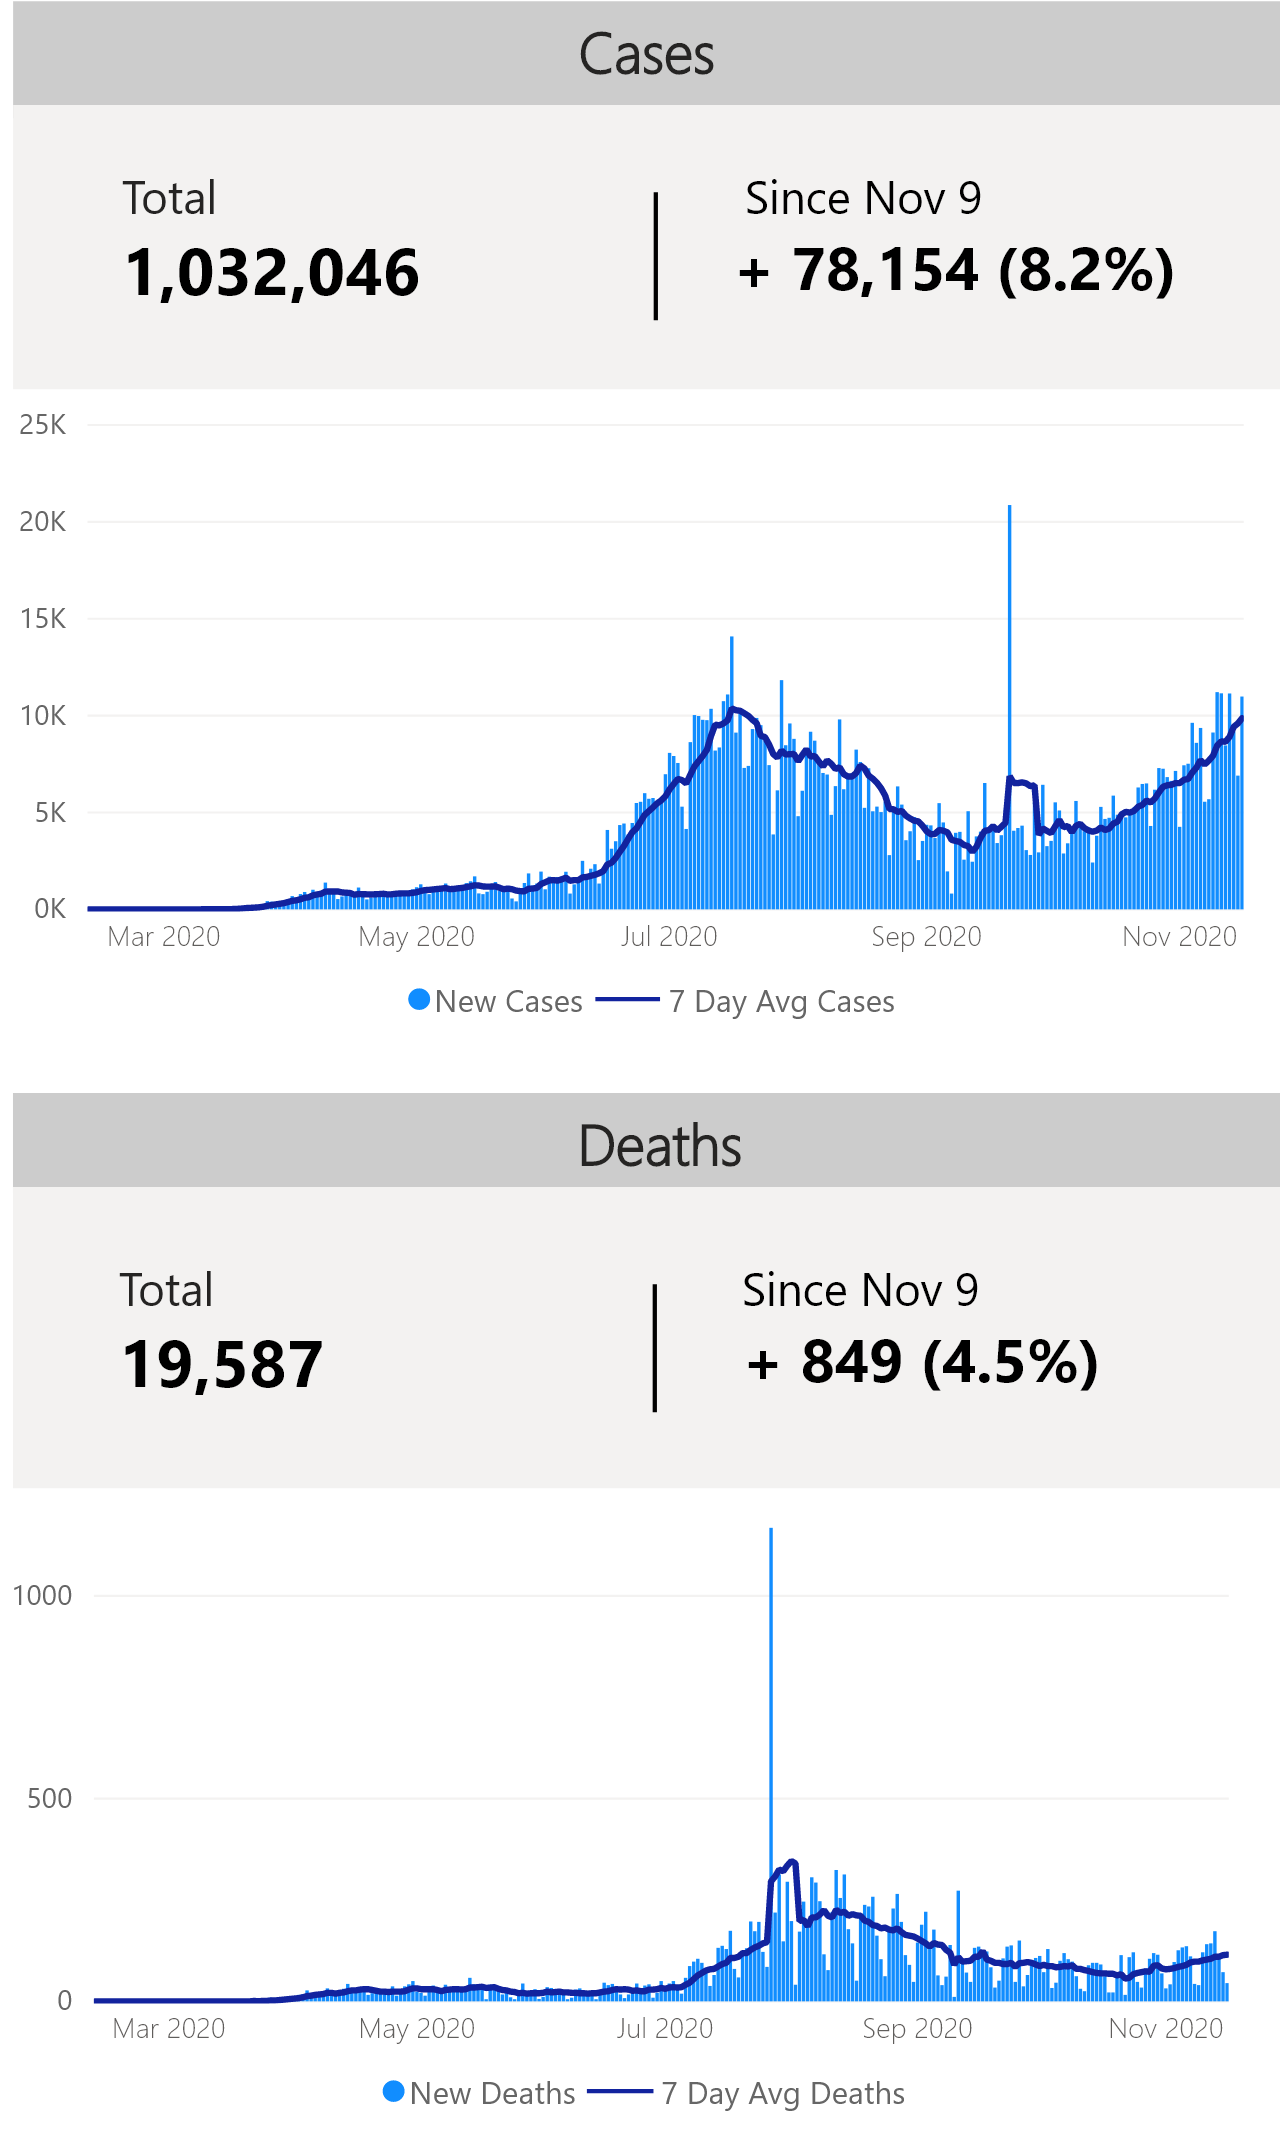 Cases
Total
Since Nov 9
1,032,046
+ 78,154 (8.2%)
25K
20K
15K
10K
5K
0K
Mar 2020
May 2020
Jul 2020
Sep 2020
Nov 2020
New Cases
7 Day Avg Cases
Deaths
Total
Since Nov 9
19,587
+ 849 (4.5%)
1000
500
0
Mar 2020
May 2020
Jul 2020
Sep 2020
Nov 2020
New Deaths
7 Day Avg Deaths